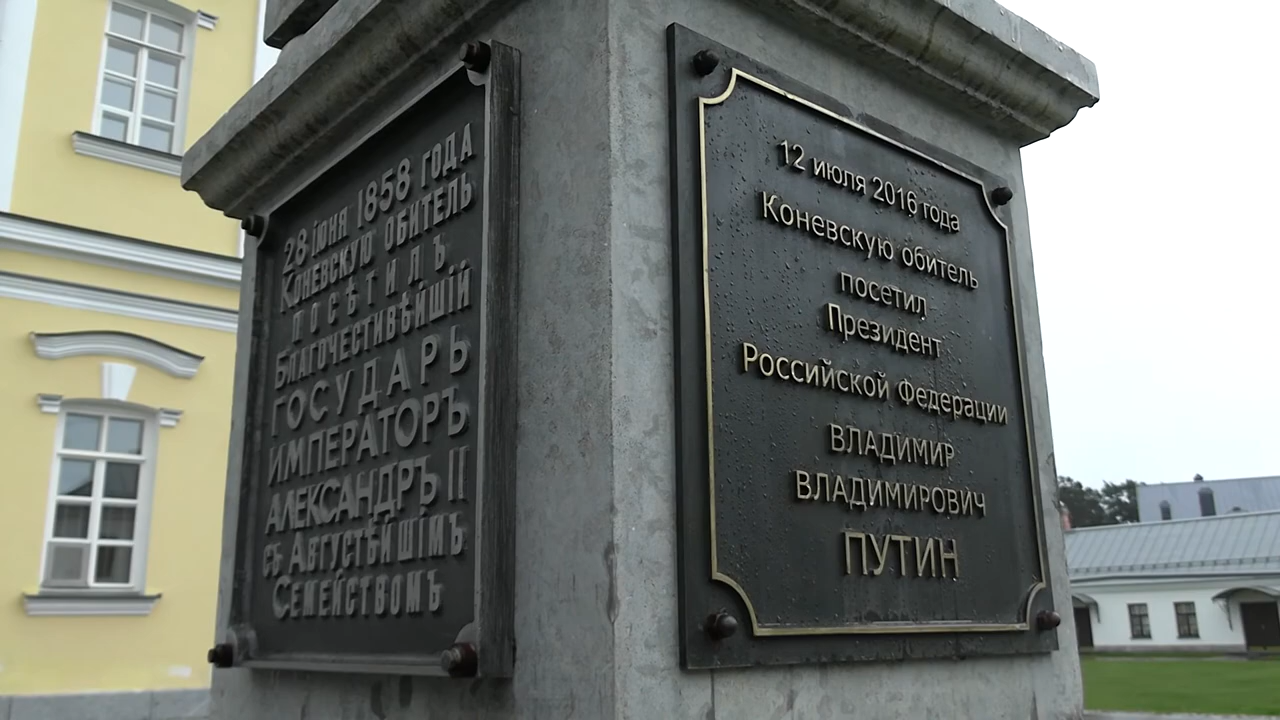 28 іюня 1858 года
Коневскую обитель
посѣтилъ
Благочестивѣйшій
ГОСУДАРЬ
ИМПЕРАТОРЪ
АЛЕКСАНДРЪ II
съ Августѣйшімъ
Семействомъ
12 июля 2016 года
Коневскую обитель
посетил
Президент
Российской Федерации
ВЛАДИМИР
ВЛАДИМИРОВИЧ
ПУТИН